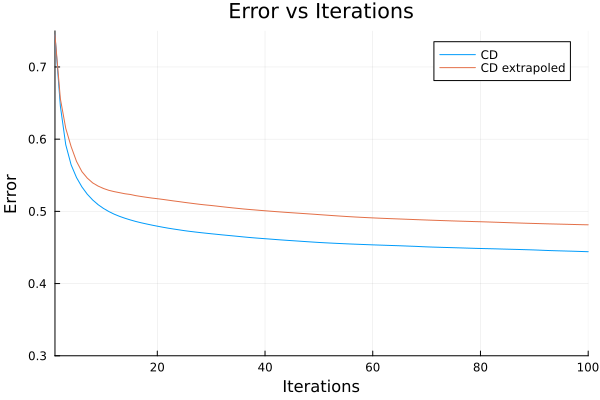 Error vs Iterations
CD
CD extrapoled
Error
0.7
0.6
0.5
0.4
0.3
20 40 60 80 100
Iterations